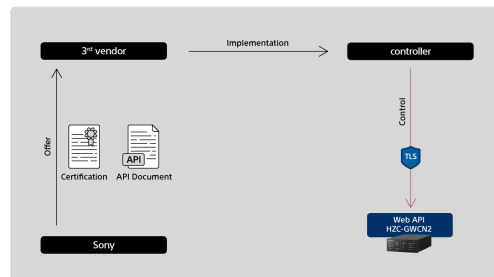 3rd vendor
Implementation
controller
Offer
Control
API
TLS
Certification
API Document
Web API
HZC-GWCN2
Sony